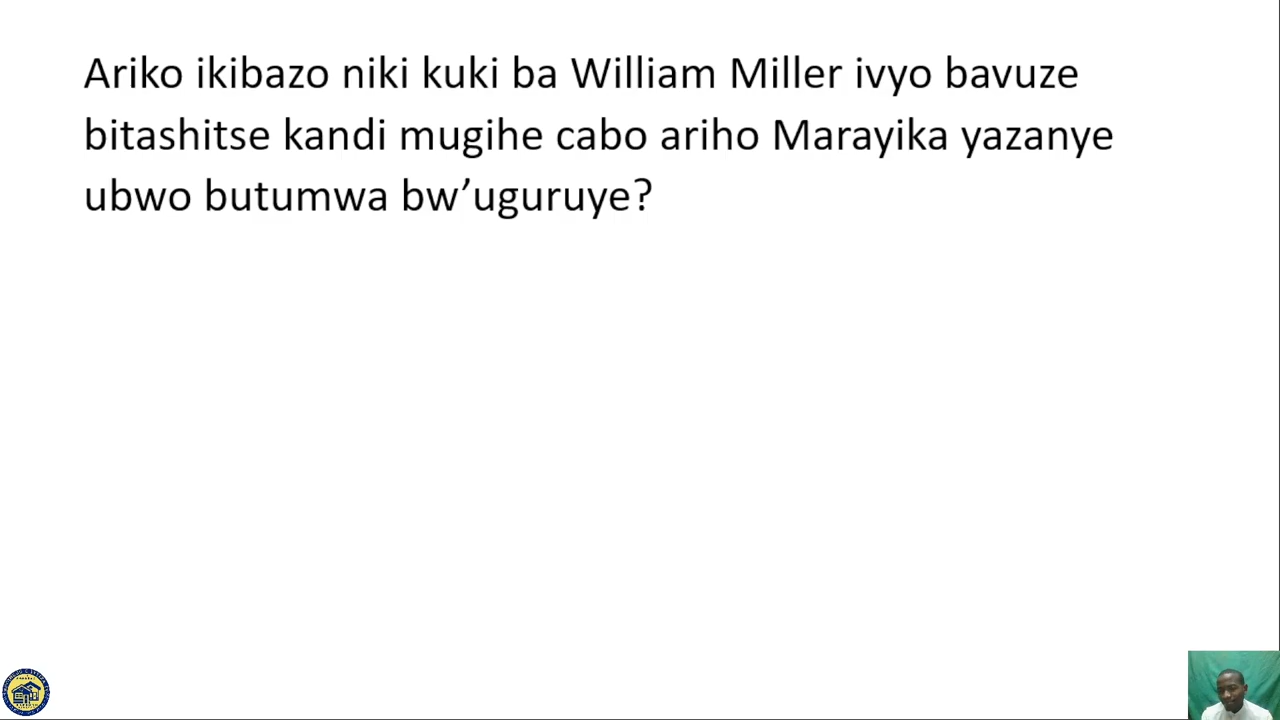 Ariko ikibazo niki kuki ba William Miller ivyo bavuze
bitashitse kandi mugihe cabo ariho Marayika yazanye
ubwo butumwa bw’uguruye?